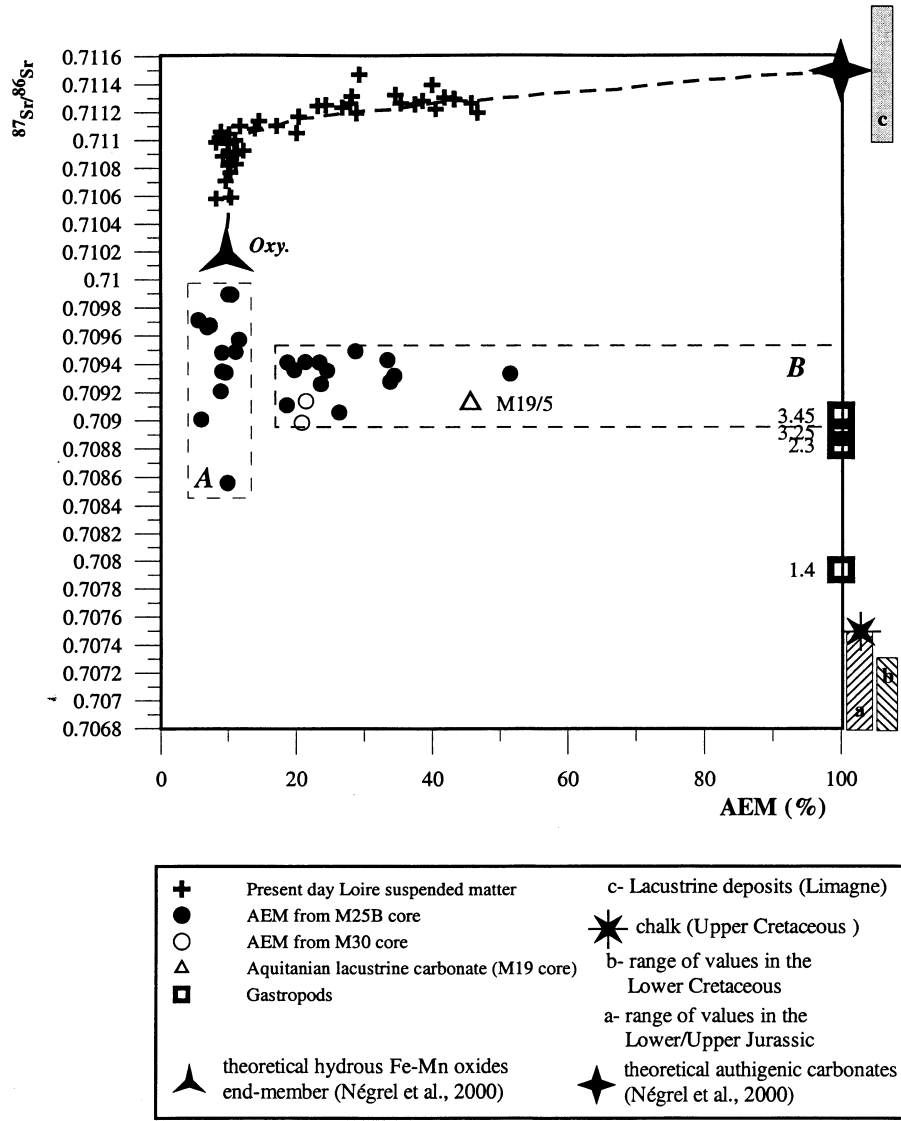 87Sr/86Sr
0.7116
0.7114
0.7112
0.711
0.7108
0.7106
0.7104
0.7102
0.71
0.7098
0.7096
0.7094
0.7092
0.709
0.7088
0.7086
0.7084
0.7082
0.708
0.7078
0.7076
0.7074
0.7072
0.707
0.7068
c
Oxy.
B
M19/5
3.45
3.25
2.3
A
1.4
b
a
0 20 40 60 80 100
AEM (%)
Present day Loire suspended matter
AEM from M25B core
AEM from M30 core
Aquitanian lacustrine carbonate (M19 core)
Gastropods
theoretical hydrous Fe-Mn oxides
end-member (Négrel et al., 2000)
c- Lacustrine deposits (Limagne)
chalk (Upper Cretaceous )
b- range of values in the
Lower Cretaceous
a- range of values in the
Lower/Upper Jurassic
theoretical authigenic carbonates
(Négrel et al., 2000)